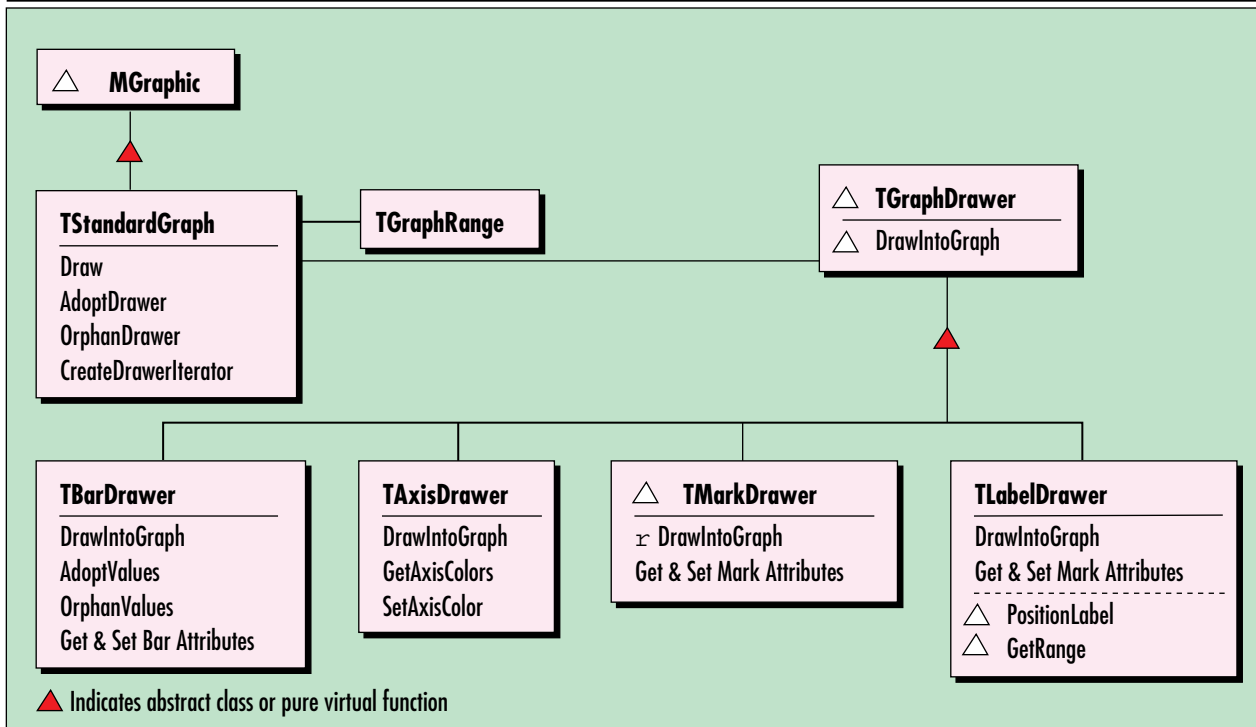 MGraphic
TStandardGraph
Draw
AdoptDrawer
OrphanDrawer
CreateDrawerIterator
TGraphRange
TGraphDrawer
DrawIntoGraph
TBarDrawer
DrawIntoGraph
AdoptValues
OrphanValues
Get & Set Bar Attributes
TAxisDrawer
DrawIntoGraph
GetAxisColors
SetAxisColor
TMarkDrawer
r DrawIntoGraph
Get & Set Mark Attributes
TLabelDrawer
DrawIntoGraph
Get & Set Mark Attributes
PositionLabel
GetRange
Indicates abstract class or pure virtual function